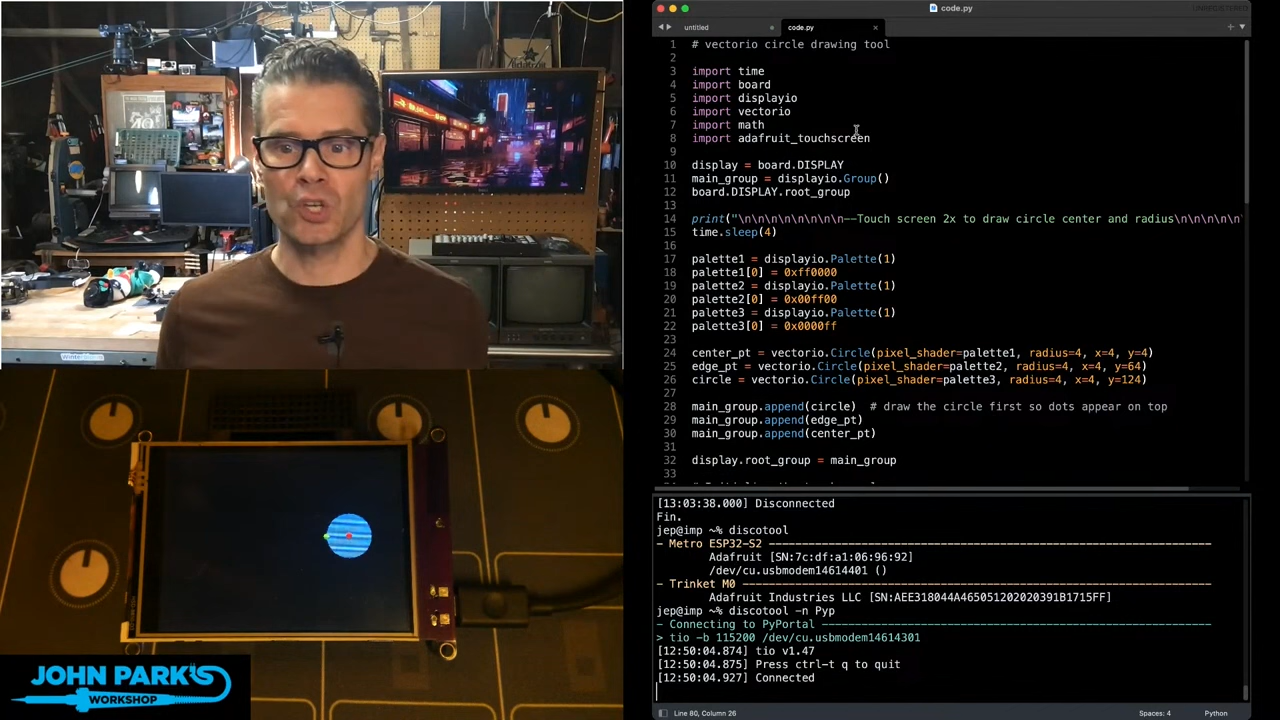 code.py
untitled
code.py
1 # vectorio circle drawing tool
2
3 import time
4 import board
5 import displayio
6 import vectorio
7 import math
8 import adafruit_touchscreen
9
10 display = board.DISPLAY
11 main_group = displayio.Group()
12 board.DISPLAY.root_group
13
14 print("\n\n\n\n\n\n\n\n\n--Touch screen 2x to draw circle center and radius\n\n\n\n\n"
15 time.sleep(4)
16
17 palette1 = displayio.Palette(1)
18 palette1[0] = 0xff0000
19 palette2 = displayio.Palette(1)
20 palette2[0] = 0x00ff00
21 palette3 = displayio.Palette(1)
22 palette3[0] = 0x0000ff
23
24 center_pt = vectorio.Circle(pixel_shader=palette1, radius=4, x=4, y=4)
25 edge_pt = vectorio.Circle(pixel_shader=palette2, radius=4, x=4, y=64)
26 circle = vectorio.Circle(pixel_shader=palette3, radius=4, x=4, y=124)
27
28 main_group.append(circle)  # draw the circle first so dots appear on top
29 main_group.append(edge_pt)
30 main_group.append(center_pt)
31
32 display.root_group = main_group
33
[13:03:38.000] Disconnected
Fin.
jep@imp ~% discotool
- Metro ESP32-S2
Adafruit [SN:7c:df:a1:06:96:92]
/dev/cu.usbmodem14614401 ()
- Trinket M0
Adafruit Industries LLC [SN:AEE318044A465051202020391B1715FF]
jep@imp ~% discotool -n Pyp
- Connecting to PyPortal
> tio -b 115200 /dev/cu.usbmodem14614301
[12:50:04.874] tio v1.47
[12:50:04.875] Press ctrl-t q to quit
[12:50:04.927] Connected
Line 80, Column 26
Spaces: 4
Python
JOHN PARK'S
WORKSHOP